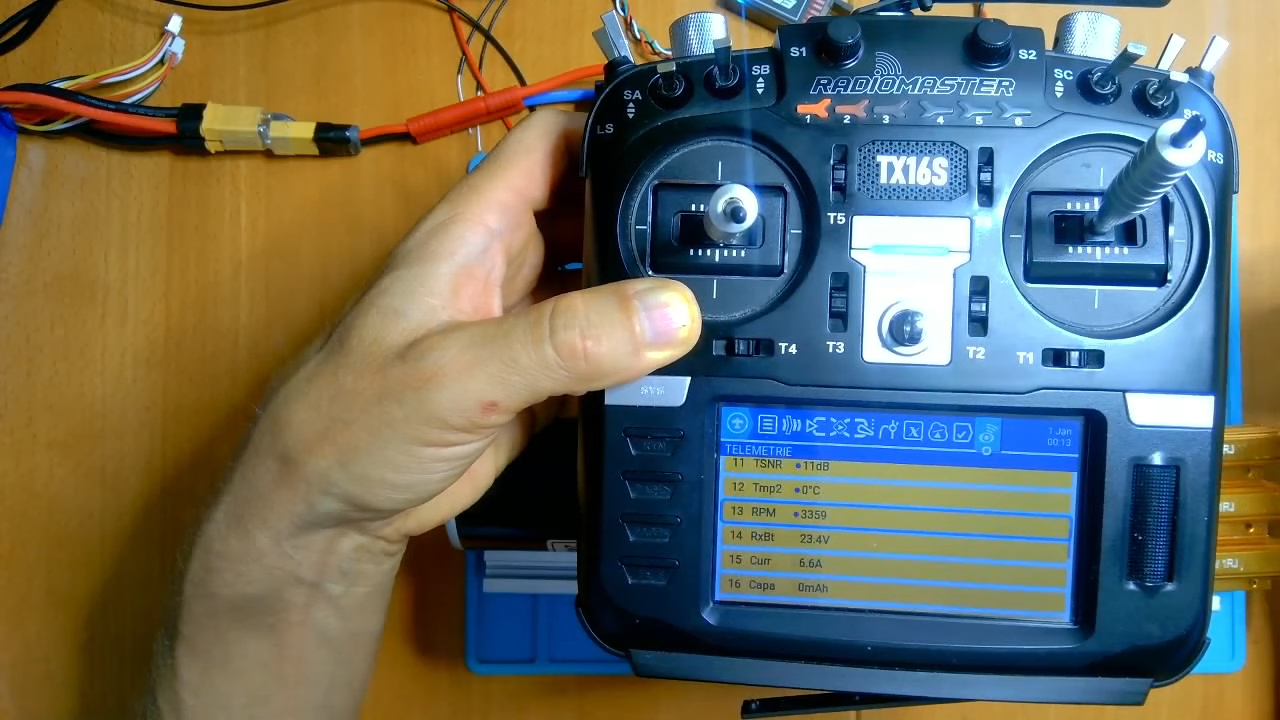 S1
S2
SA
SB
SC
RADIOMASTER
1 2 3 4 5 6
LS
RS
TX16S
T5
T3
T2
T4
T1
SYS
1 Jan
00:13
TELEMETRIE
11 TSNR 11dB
12 Tmp2 0°C
13 RPM 3359
14 RxBt 23.4V
15 Curr 6.6A
16 Capa 0mAh